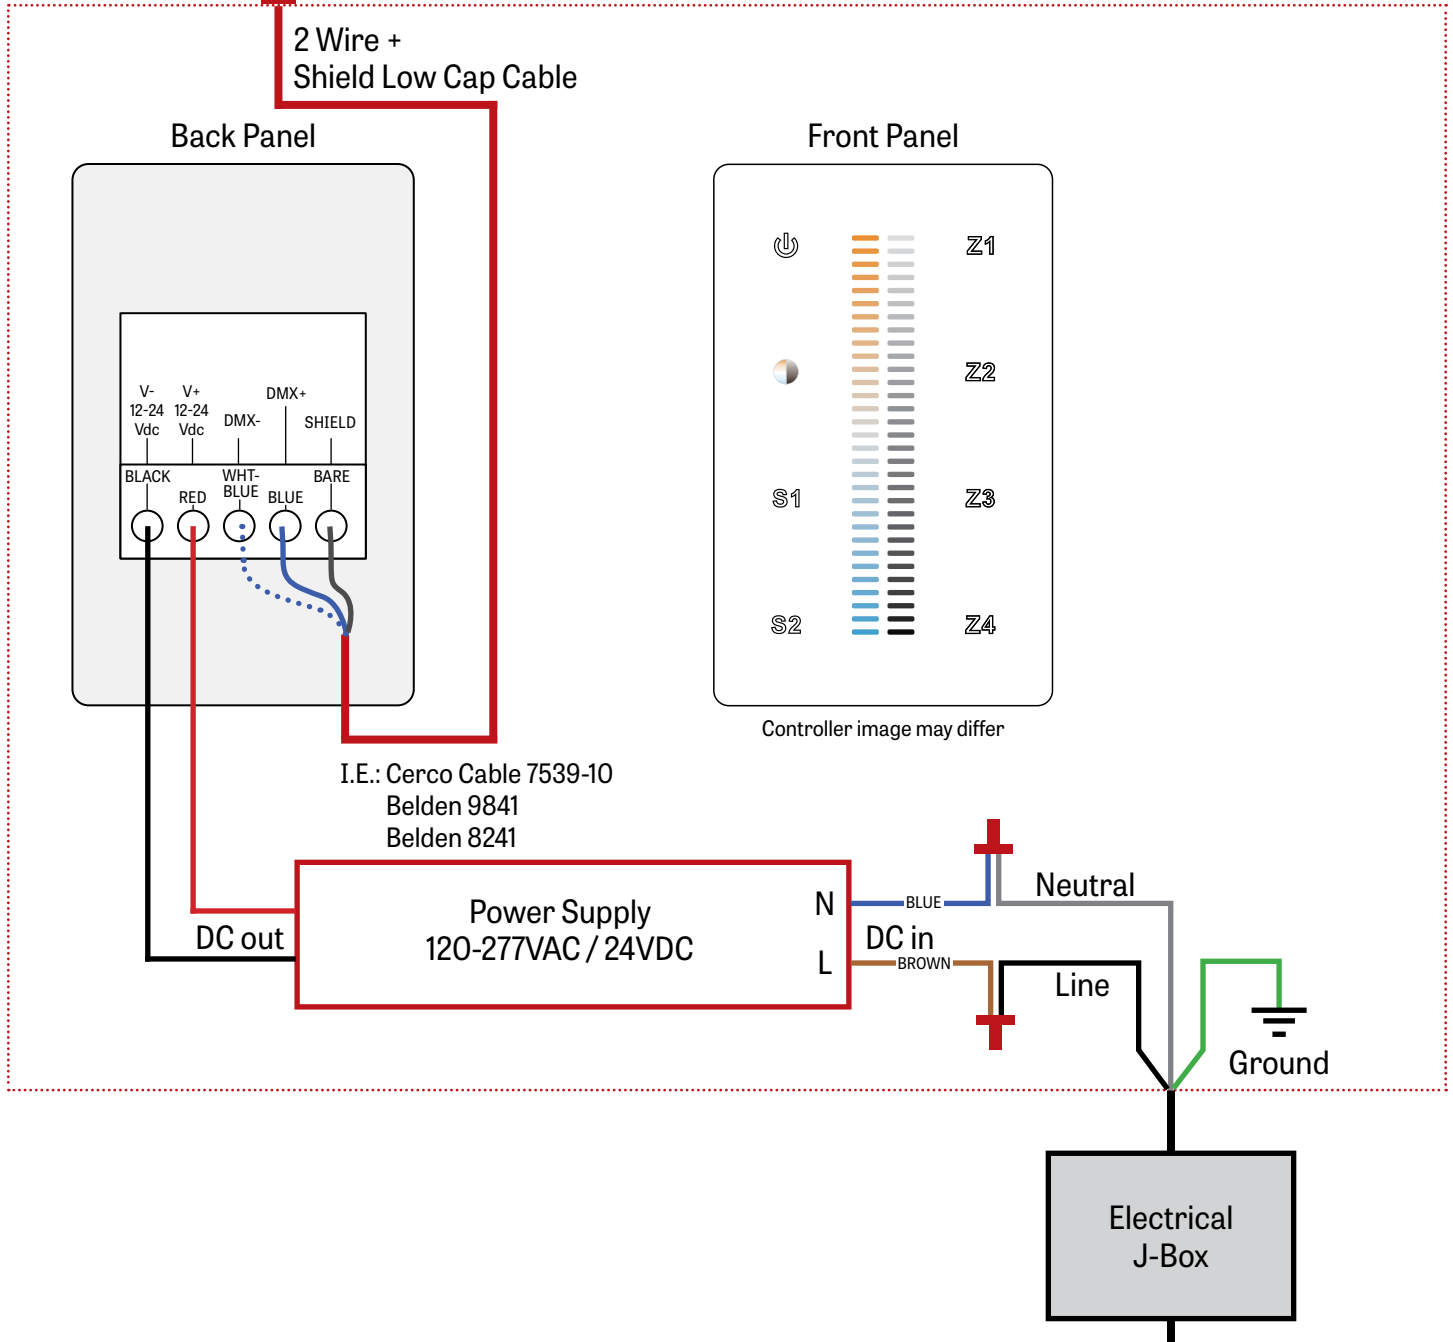 2 Wire +
Shield Low Cap Cable
Back Panel
Front Panel
V-
12-24
Vdc
V+
12-24
Vdc
DMX-
DMX+
SHIELD
BLACK
RED
WHT-
BLUE
BLUE
BARE
Z1
Z2
S1
Z3
S2
Z4
Controller image may differ
I.E.: Cerco Cable 7539-10
Belden 9841
Belden 8241
Power Supply
120-277VAC / 24VDC
DC out
N
L
BLUE
DC in
BROWN
Neutral
Line
Ground
Electrical
J-Box